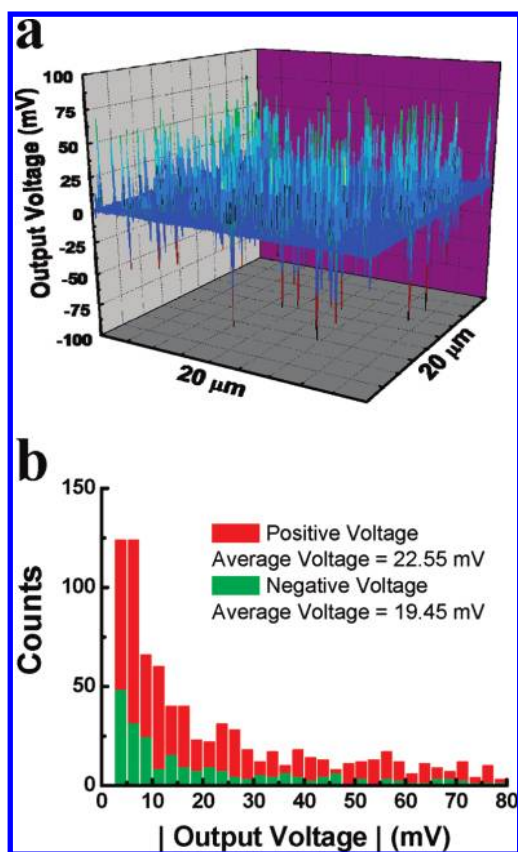 a
100
75
50
25
0
-25
-50
-75
-100
Output Voltage (mV)
20 μm
20 μm
b
150
100
50
0
Counts
Positive Voltage
Average Voltage = 22.55 mV
Negative Voltage
Average Voltage = 19.45 mV
0 10 20 30 40 50 60 70 80
| Output Voltage | (mV)